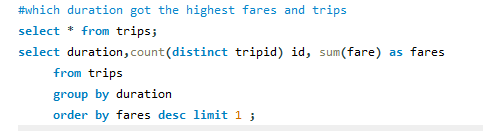 #which duration got the highest fares and trips
select * from trips;
select duration,count(distinct tripid) id, sum(fare) as fares
from trips
group by duration
order by fares desc limit 1 ;